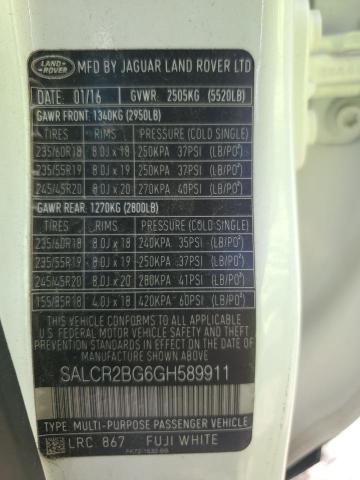 LAND ROVER
MFD BY JAGUAR LAND ROVER LTD
DATE 01/16 GVWR. 2505KG (5520LB)
GAWR FRONT 1340KG (2950LB)
TIRES RIMS PRESSURE (COLD SINGLE)
235/60R18 8.0J x 18 250KPA 37PSI (LB/PO²)
235/55R19 8.0J x 19 250KPA 37PSI (LB/PO²)
245/45R20 8.0J x 20 270KPA 40PSI (LB/PO²)
GAWR REAR: 1270KG (2800LB)
TIRES RIMS PRESSURE (COLD SINGLE)
235/60R18 8.0J x 18 240KPA 35PSI (LB/PO²)
235/55R19 8.0J x 19 250KPA 37PSI (LB/PO²)
245/45R20 8.0J x 20 280KPA 41PSI (LB/PO²)
155/85R18 4.0J x 18 420KPA 60PSI (LB/PO²)
THIS VEHICLE CONFORMS TO ALL APPLICABLE
U.S. FEDERAL MOTOR VEHICLE SAFETY
AND THEFT PREVENTION STANDARDS IN EFFECT
ON THE DATE OF MANUFACTURE SHOWN ABOVE
SALCR2BG6GH589911
TYPE: MULTI-PURPOSE PASSENGER VEHICLE
LRC 867 FUJI WHITE